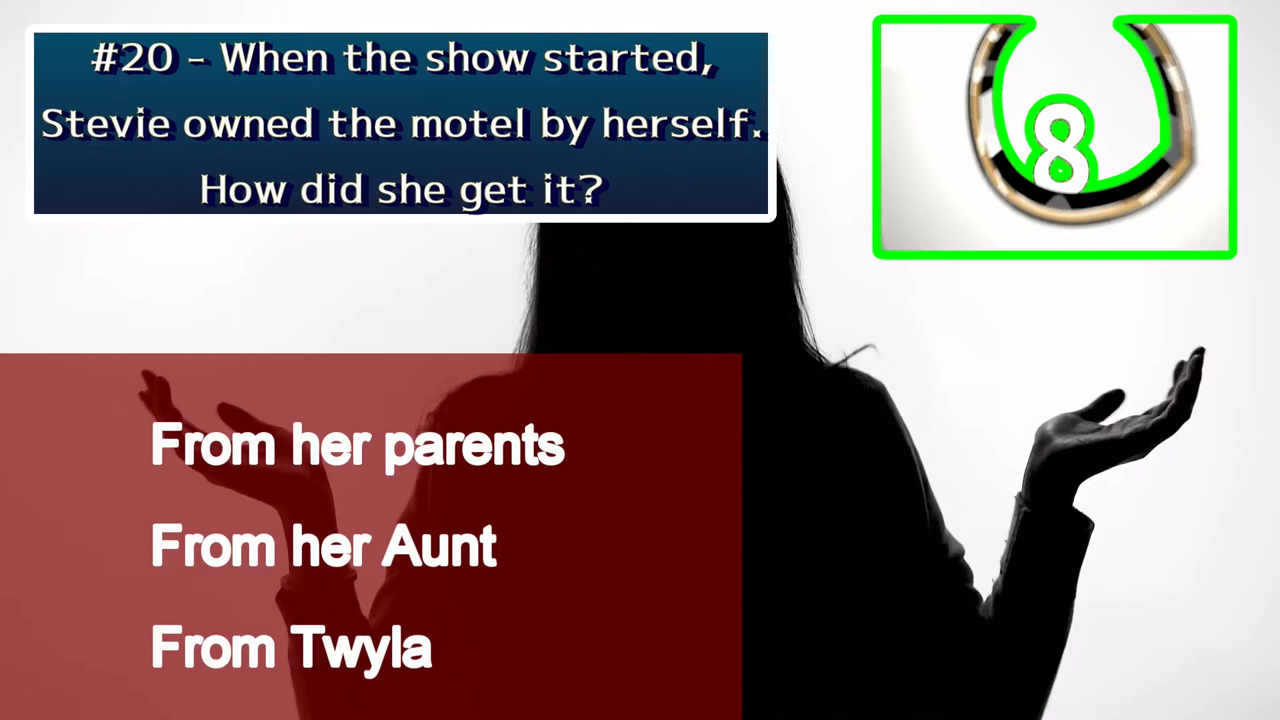 #20 - When the show started,
Stevie owned the motel by herself.
How did she get it?
8
From her parents
From her Aunt
From Twyla